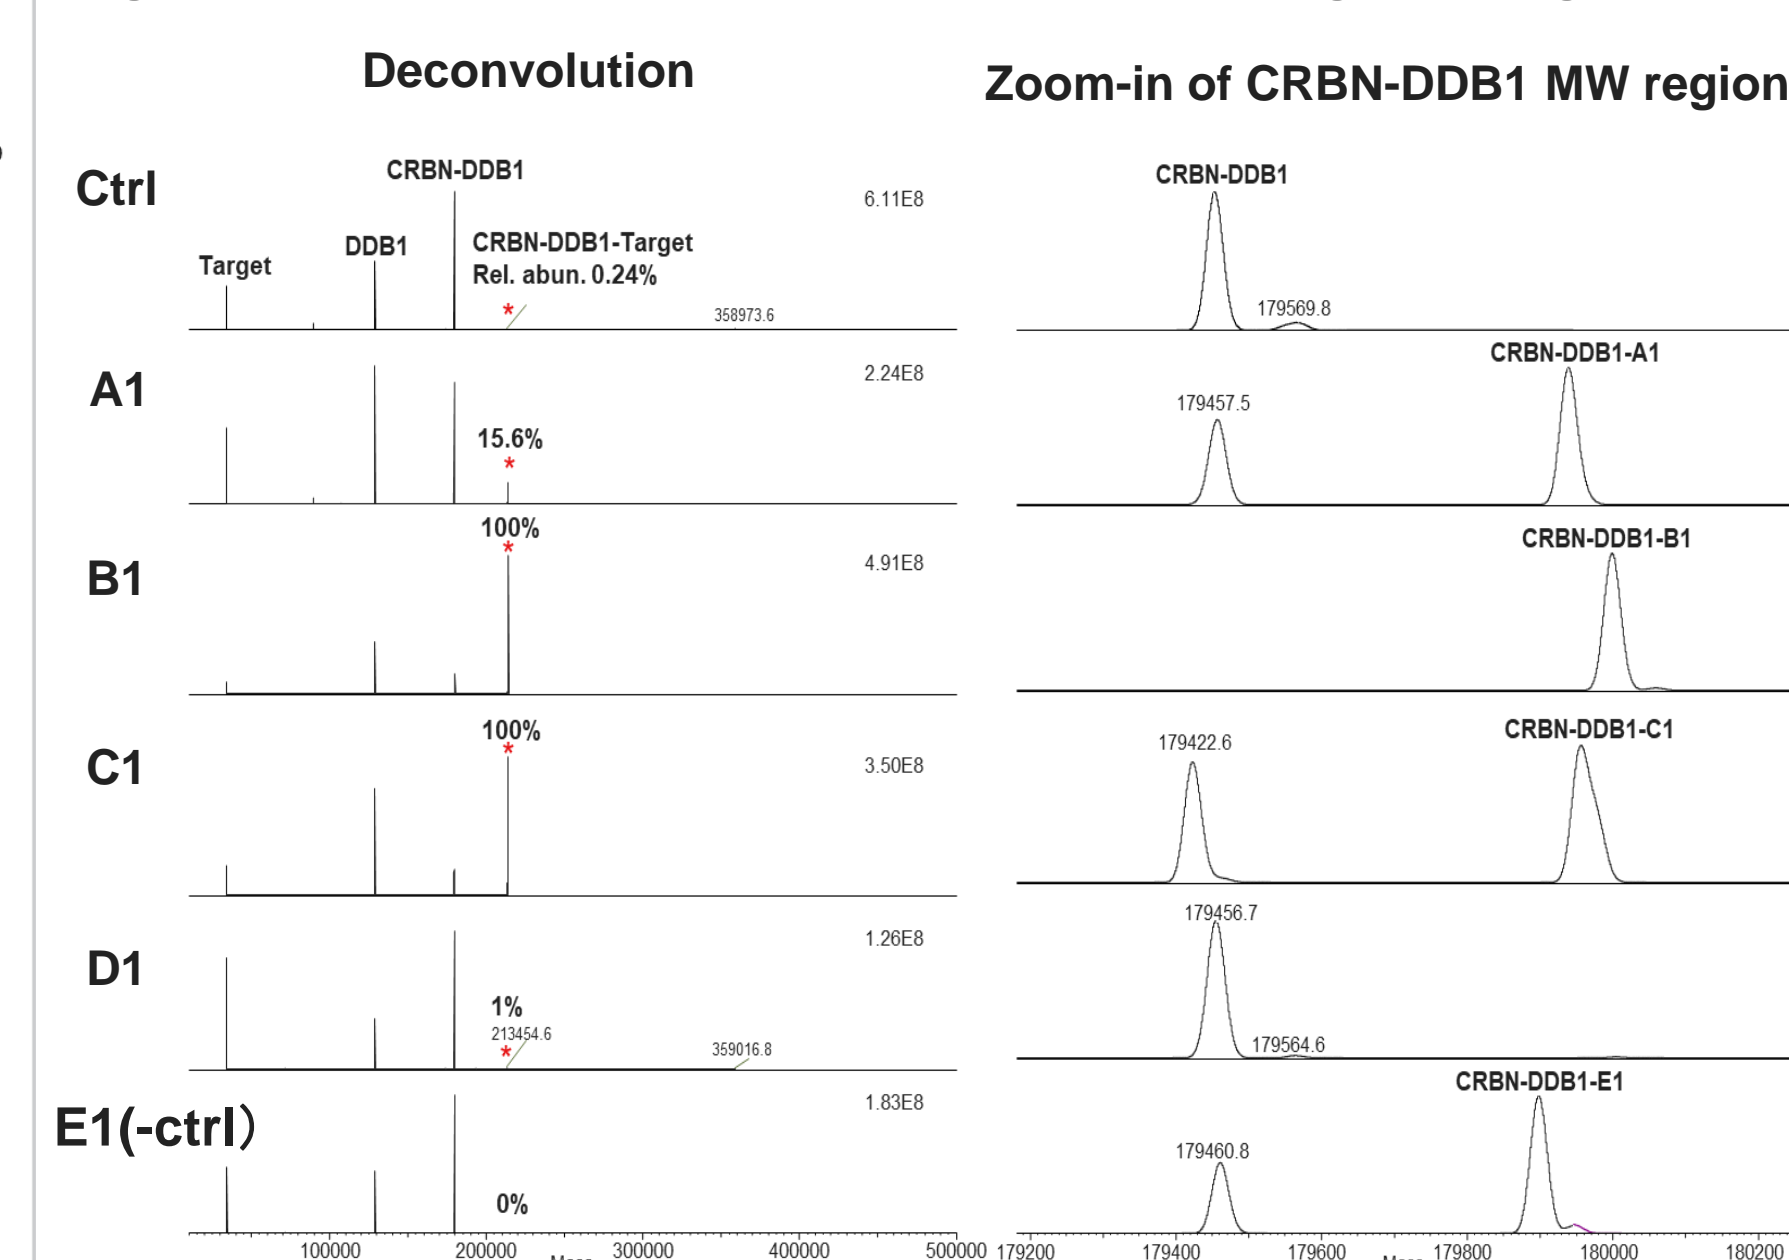 Deconvolution
Zoom-in of CRBN-DDB1 MW region
Ctrl
CRBN-DDB1
Target
DDB1
CRBN-DDB1-Target
Rel. abun. 0.24%
*
358973.6
6.11E8
CRBN-DDB1
179569.8
A1
15.6%
*
2.24E8
179457.5
CRBN-DDB1-A1
B1
100%
*
4.91E8
CRBN-DDB1-B1
C1
100%
*
3.50E8
179422.6
CRBN-DDB1-C1
D1
1%
213454.6
*
359016.8
1.26E8
179456.7
179564.6
E1(-ctrl）
0%
1.83E8
179460.8
CRBN-DDB1-E1
100000 200000 300000 400000 500000
179200 179400 179600 179800 180000 180200